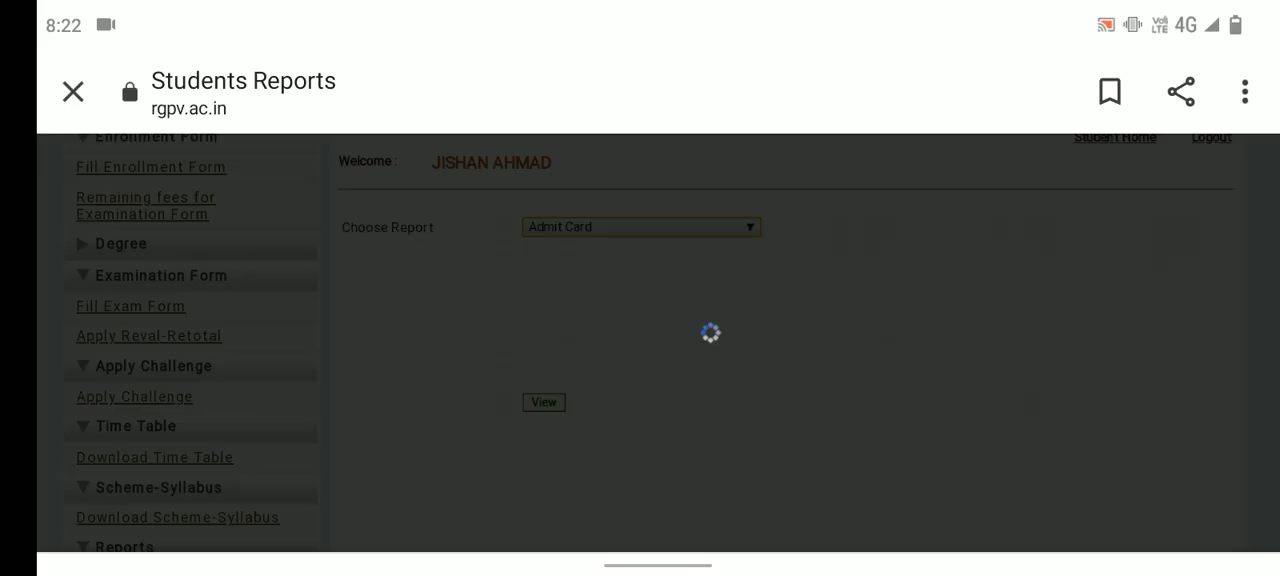 8:22
VoI LTE 4G
Students Reports
rgpv.ac.in
Enrollment Form
Student Home Logout
Fill Enrollment Form
Welcome : JISHAN AHMAD
Remaining fees for
Examination Form
Choose Report Admit Card
Degree
Examination Form
Fill Exam Form
Apply Reval-Retotal
Apply Challenge
Apply Challenge
View
Time Table
Download Time Table
Scheme-Syllabus
Download Scheme-Syllabus
Reports